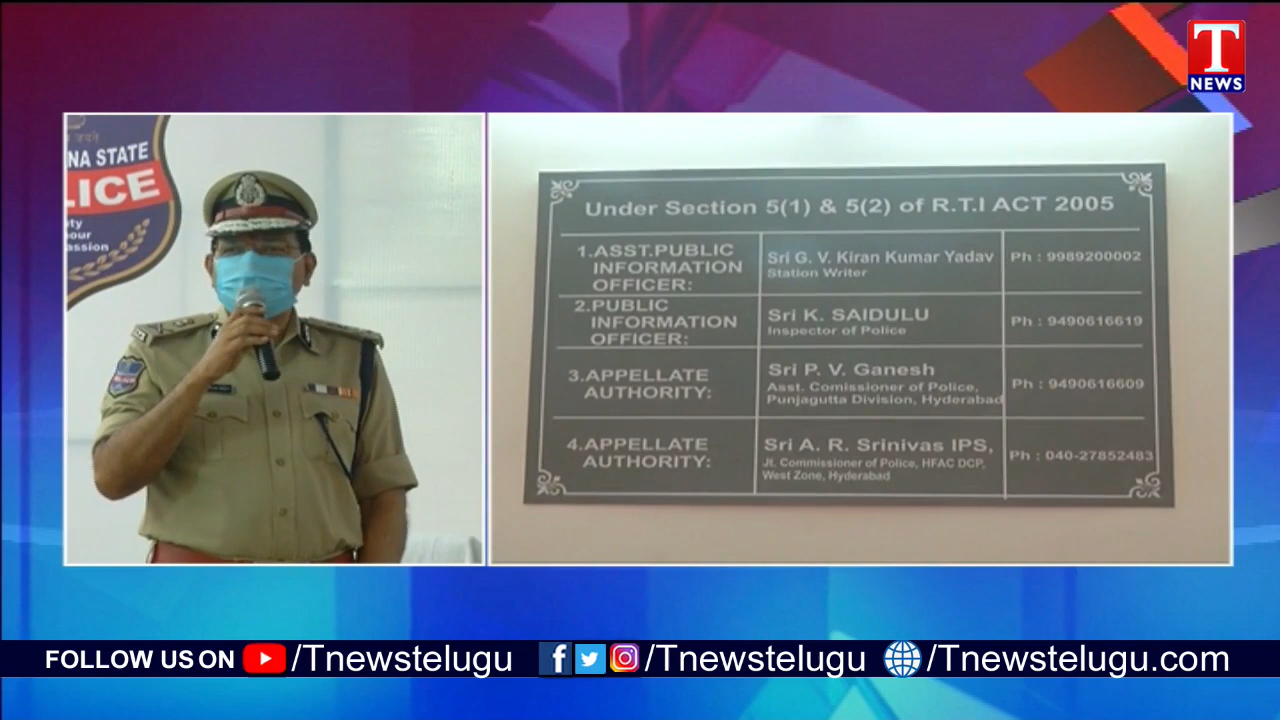 T
NEWS
NA STATE
LICE
ty
our
assion
POLICE
Under Section 5(1) & 5(2) of R.T.I ACT 2005
1.ASST.PUBLIC
INFORMATION
OFFICER:
Sri G. V. Kiran Kumar Yadav
Station Writer
Ph : 9989200002
2.PUBLIC
INFORMATION
OFFICER:
Sri K. SAIDULU
Inspector of Police
Ph : 9490616619
3.APPELLATE
AUTHORITY:
Sri P. V. Ganesh
Asst. Comissioner of Police,
Punjagutta Division, Hyderabad
Ph : 9490616609
4.APPELLATE
AUTHORITY:
Sri A. R. Srinivas IPS,
Jt. Commissioner of Police, HFAC DCP,
West Zone, Hyderabad
Ph : 040-27852483
FOLLOW US ON /Tnewstelugu /Tnewstelugu /Tnewstelugu.com